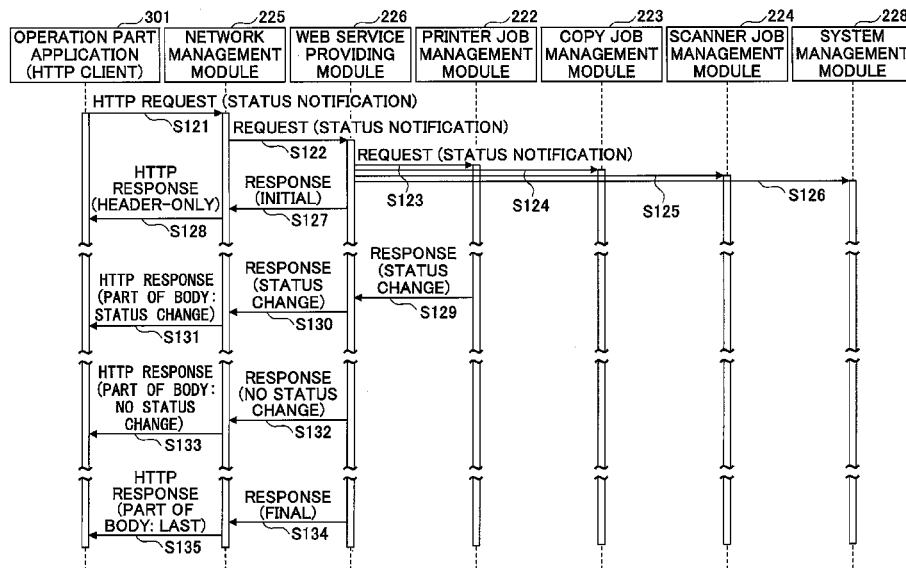 301
225
226
222
223
224
228
OPERATION PART
APPLICATION
(HTTP CLIENT)
NETWORK
MANAGEMENT
MODULE
WEB SERVICE
PROVIDING
MODULE
PRINTER JOB
MANAGEMENT
MODULE
COPY JOB
MANAGEMENT
MODULE
SCANNER JOB
MANAGEMENT
MODULE
SYSTEM
MANAGEMENT
MODULE
HTTP REQUEST (STATUS NOTIFICATION)
S121
REQUEST (STATUS NOTIFICATION)
S122
REQUEST (STATUS NOTIFICATION)
S123
S124
S125
S126
RESPONSE
(INITIAL)
S127
HTTP
RESPONSE
(HEADER-ONLY)
S128
RESPONSE
(STATUS
CHANGE)
S129
RESPONSE
(STATUS
CHANGE)
S130
HTTP RESPONSE
(PART OF BODY:
STATUS CHANGE)
S131
RESPONSE
(NO STATUS
CHANGE)
S132
HTTP RESPONSE
(PART OF BODY:
NO STATUS
CHANGE)
S133
RESPONSE
(FINAL)
S134
HTTP
RESPONSE
(PART OF
BODY: LAST)
S135